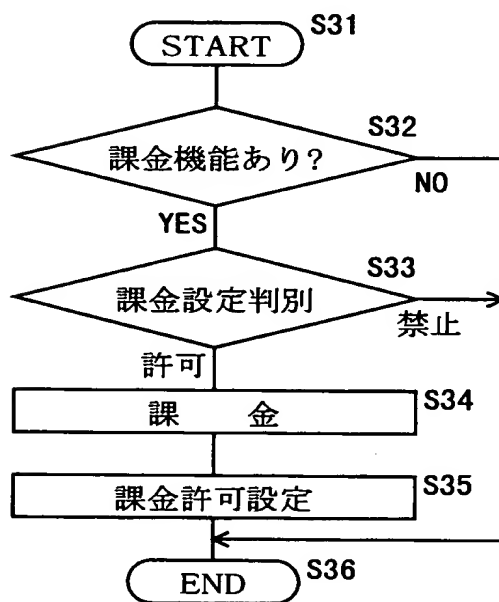 START S31
課金機能あり? S32
NO
YES
課金設定判別 S33
禁止
許可
課 金 S34
課金許可設定 S35
END S36